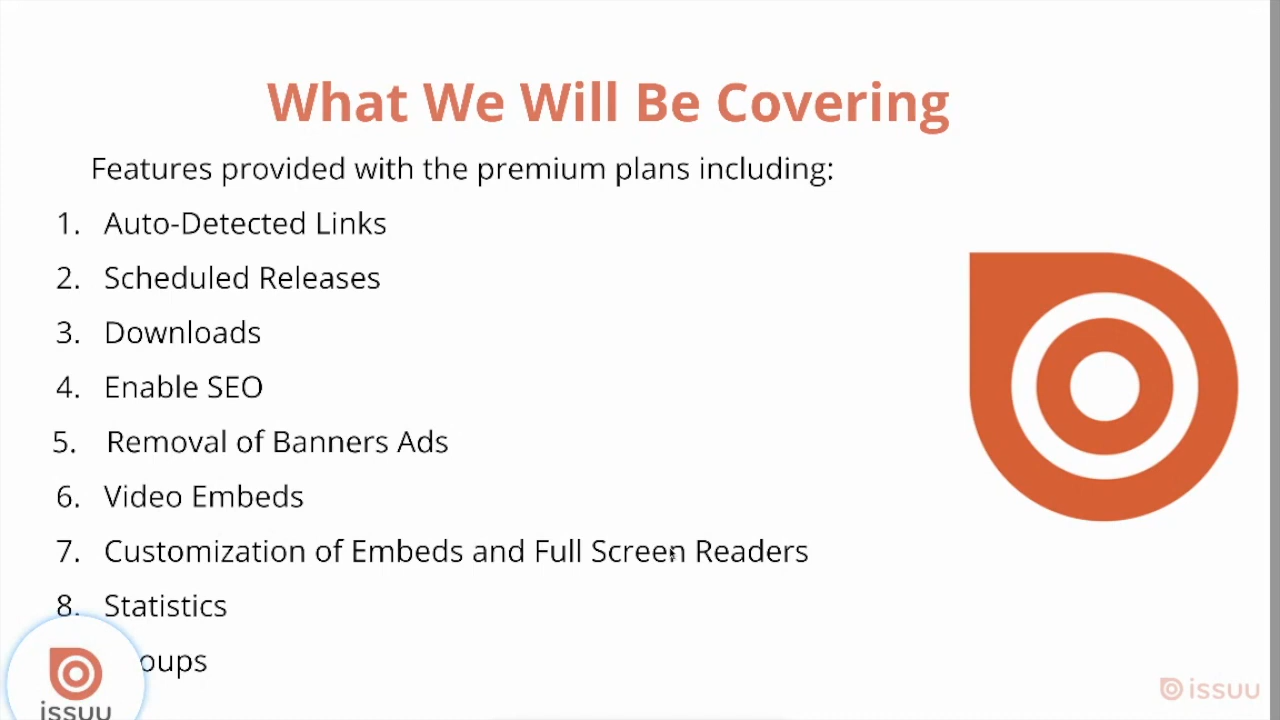 What We Will Be Covering
Features provided with the premium plans including:
1. Auto-Detected Links
2. Scheduled Releases
3. Downloads
4. Enable SEO
5. Removal of Banners Ads
6. Video Embeds
7. Customization of Embeds and Full Screen Readers
8. Statistics
oups
issuu
issuu